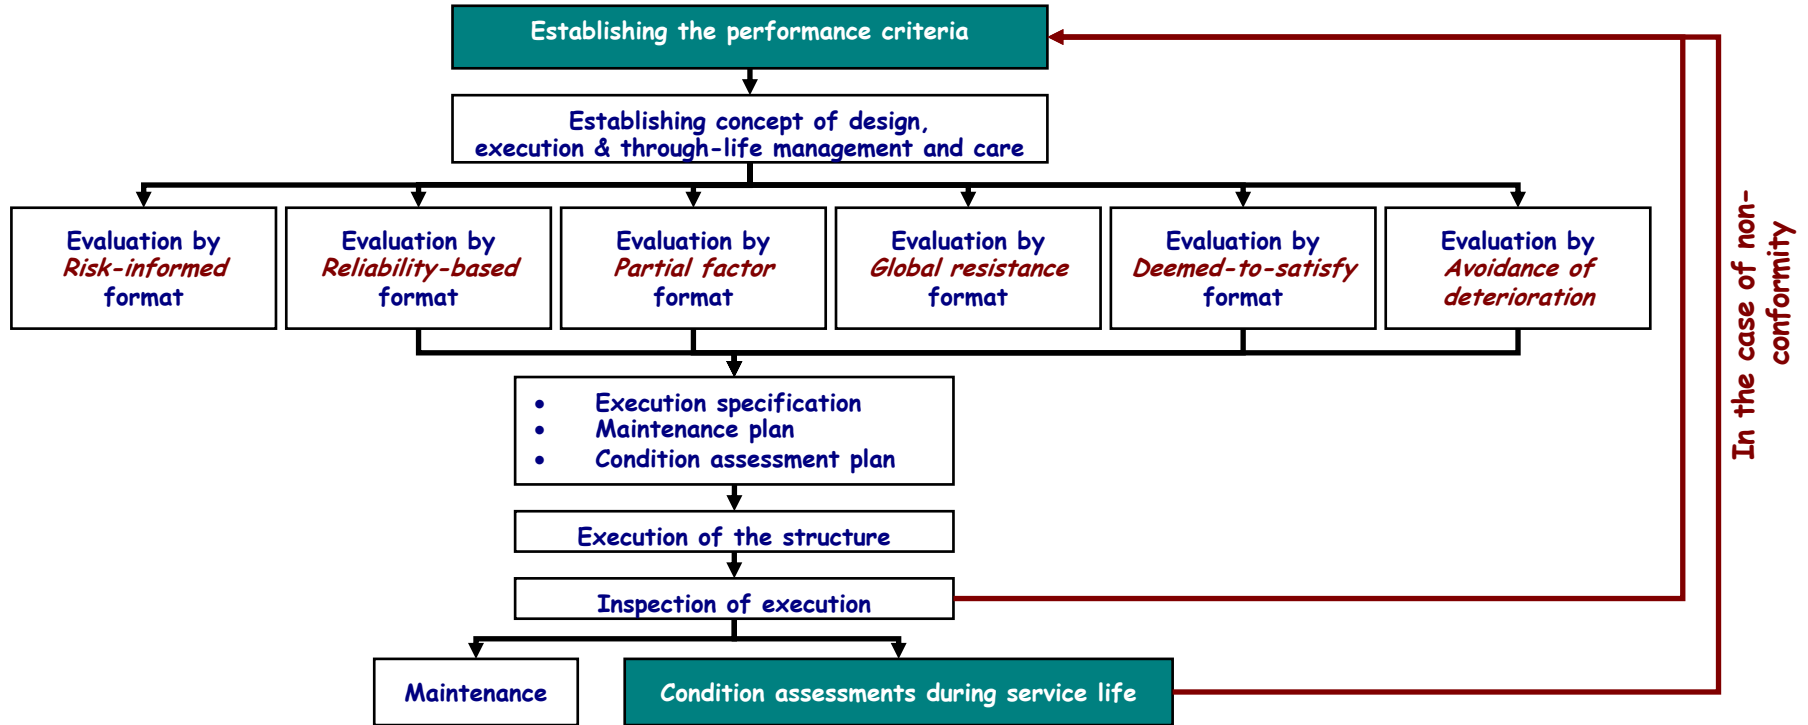 Establishing the performance criteria
Establishing concept of design,
execution & through-life management and care
Evaluation by
Risk-informed
format
Evaluation by
Reliability-based
format
Evaluation by
Partial factor
format
Evaluation by
Global resistance
format
Evaluation by
Deemed-to-satisfy
format
Evaluation by
Avoidance of
deterioration
• Execution specification
• Maintenance plan
• Condition assessment plan
Execution of the structure
Inspection of execution
Maintenance
Condition assessments during service life
In the case of non-
conformity